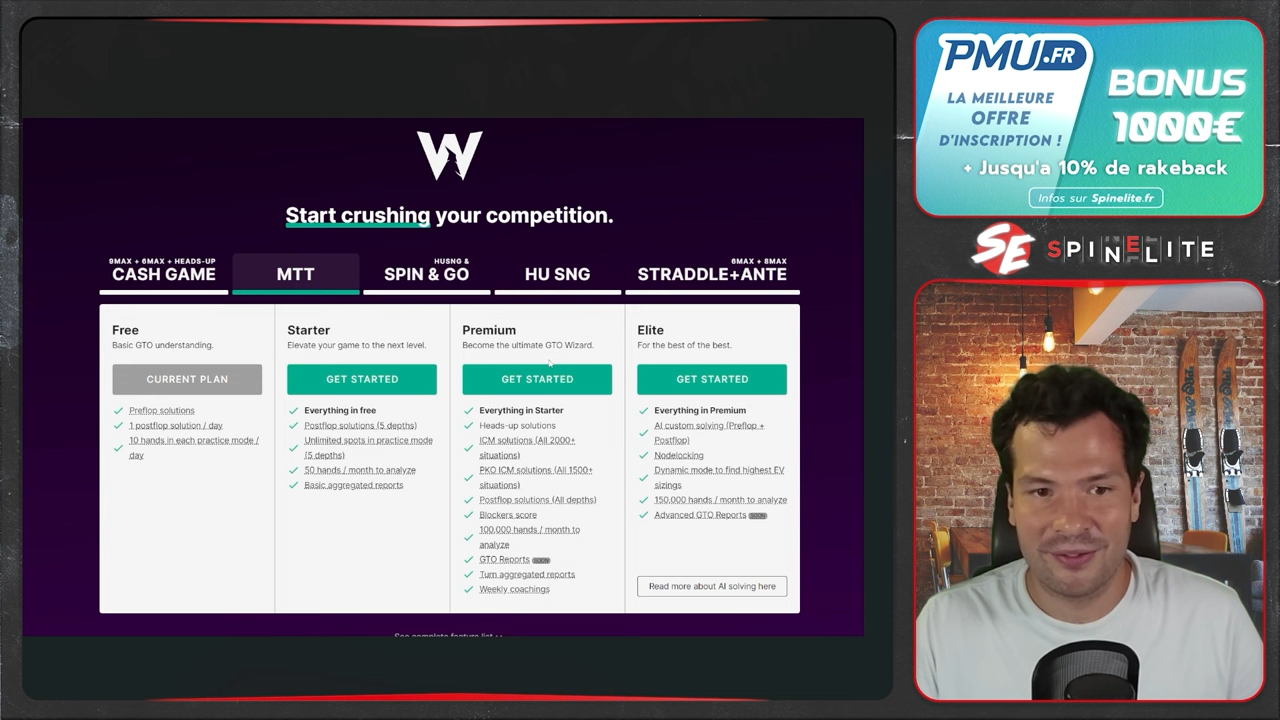 Start crushing your competition.
9MAX + 6MAX + HEADS-UP
CASH GAME
MTT
HUSNG &
SPIN & GO
HU SNG
6MAX + 8MAX
STRADDLE+ANTE
Free
Basic GTO understanding.
CURRENT PLAN
Preflop solutions
1 postflop solution / day
10 hands in each practice mode /
day
Starter
Elevate your game to the next level.
GET STARTED
Everything in free
Postflop solutions (5 depths)
Unlimited spots in practice mode
(5 depths)
50 hands / month to analyze
Basic aggregated reports
Premium
Become the ultimate GTO Wizard.
GET STARTED
Everything in Starter
Heads-up solutions
ICM solutions (All 2000+
situations)
PKO ICM solutions (All 1500+
situations)
Postflop solutions (All depths)
Blockers score
100,000 hands / month to
analyze
GTO Reports SOON
Turn aggregated reports
Weekly coachings
Elite
For the best of the best.
GET STARTED
Everything in Premium
AI custom solving (Preflop +
Postflop)
Nodelocking
Dynamic mode to find highest EV
sizings
150,000 hands / month to analyze
Advanced GTO Reports SOON
Read more about AI solving here
See complete feature list
PMU.FR
LA MEILLEURE
OFFRE
D'INSCRIPTION !
BONUS
1000€
+ Jusqu'a 10% de rakeback
Infos sur Spinelite.fr
SE SPINELITE